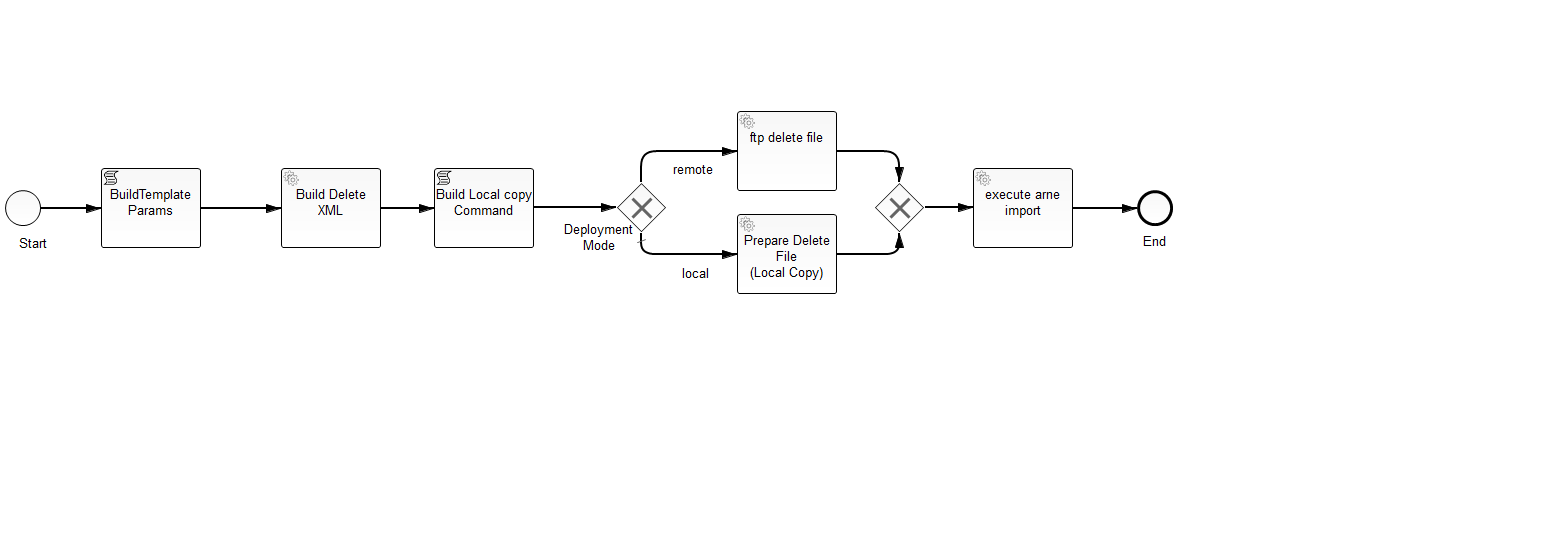 Start
BuildTemplate
Params
Build Delete
XML
Build Local copy
Command
Deployment
Mode
remote
local
ftp delete file
Prepare Delete
File
(Local Copy)
execute arne
import
End